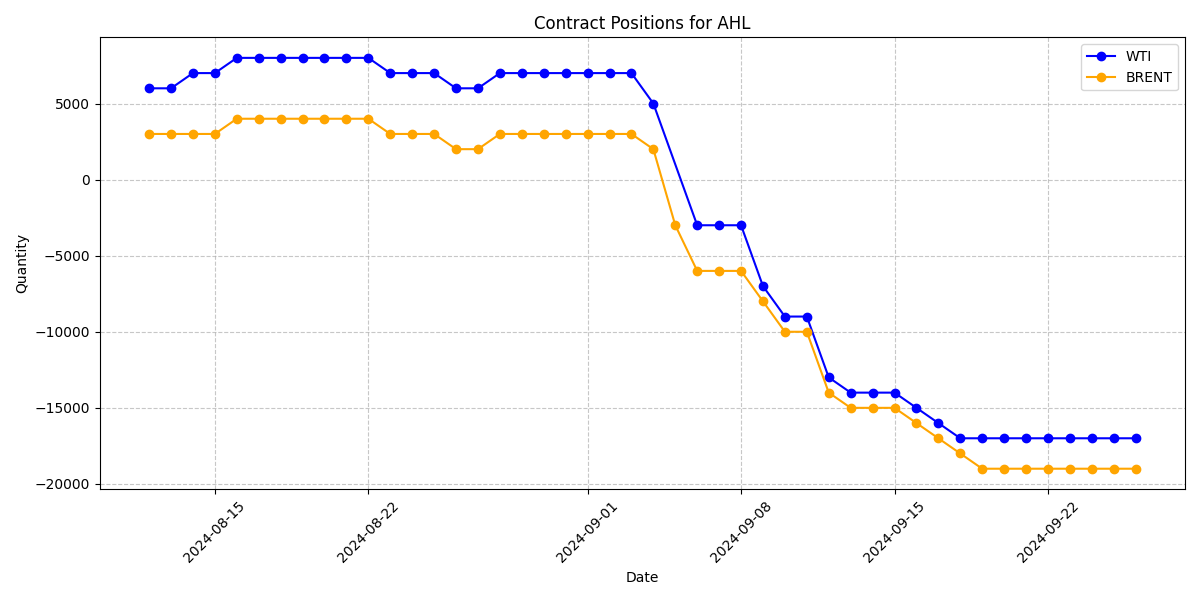 Contract Positions for AHL
WTI
BRENT
Quantity
5000
0
−5000
−10000
−15000
−20000
2024-08-15
2024-08-22
2024-09-01
2024-09-08
2024-09-15
2024-09-22
Date